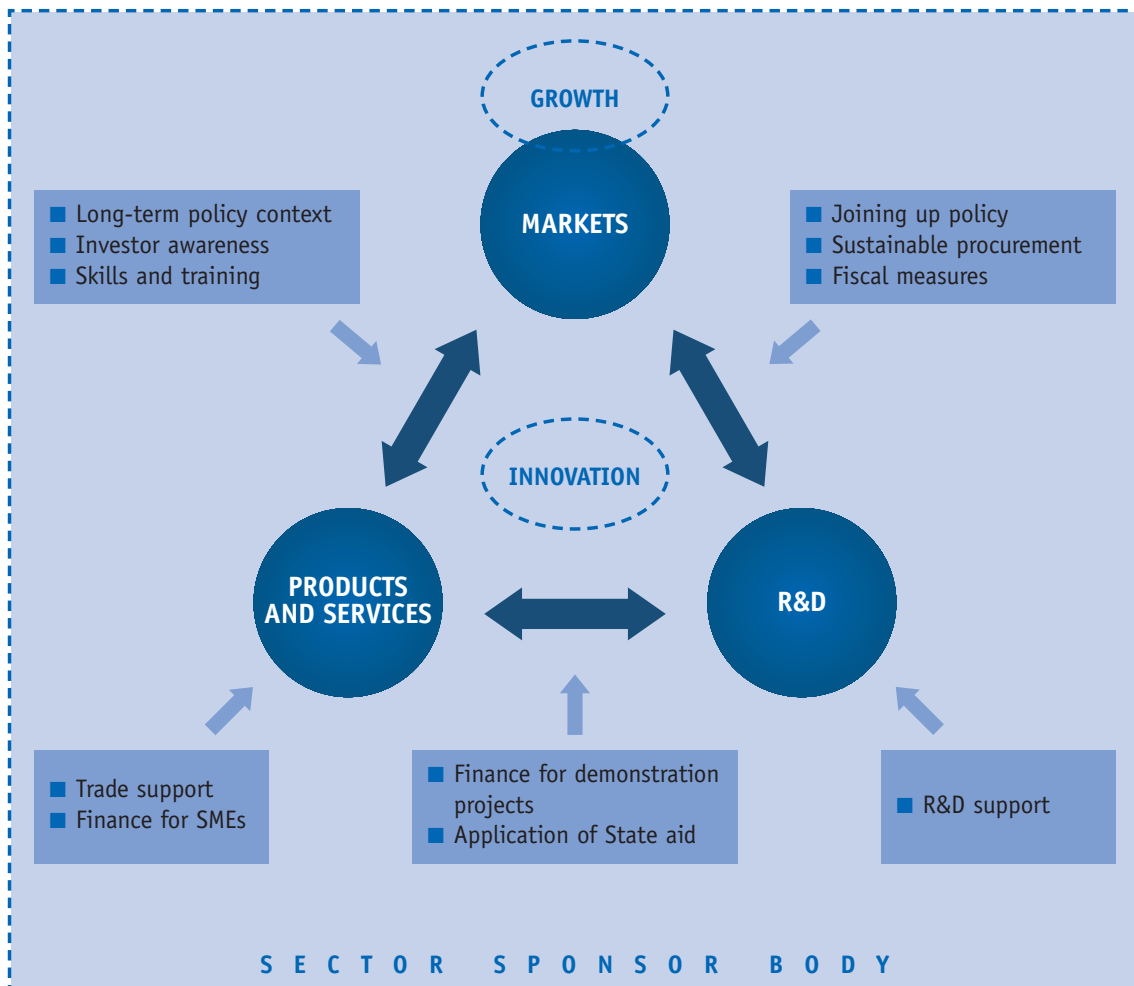 GROWTH
MARKETS
Long-term policy context
Investor awareness
Skills and training
Joining up policy
Sustainable procurement
Fiscal measures
INNOVATION
PRODUCTS
AND SERVICES
R&D
Trade support
Finance for SMEs
Finance for demonstration
projects
Application of State aid
R&D support
SECTOR SPONSOR BODY